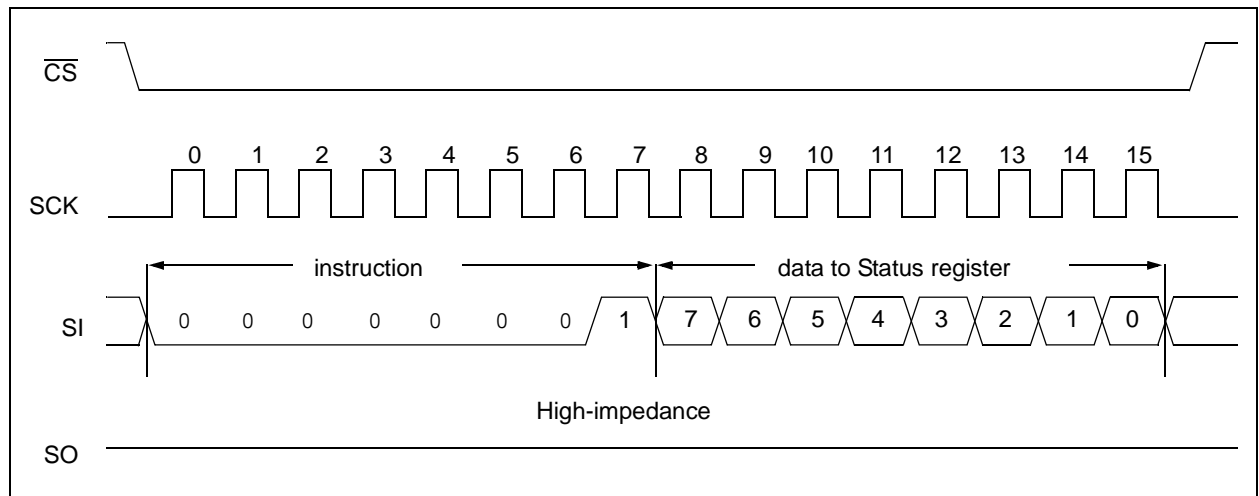 CS
0 1 2 3 4 5 6 7 8 9 10 11 12 13 14 15
SCK
instruction data to Status register
SI 0 0 0 0 0 0 0 1 7 6 5 4 3 2 1 0
High-impedance
SO